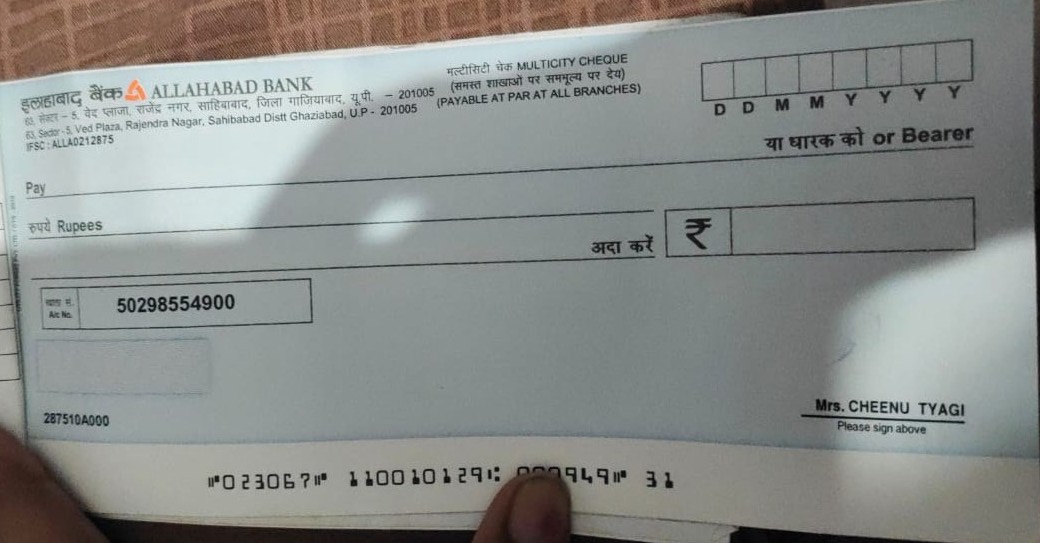 इलाहाबाद बैंक ALLAHABAD BANK
63, सेक्टर - 5, वेद प्लाजा, राजेंद्र नगर, साहिबाबाद, जिला गाजियाबाद, यू.पी. - 201005
63, Sector - 5, Ved Plaza, Rajendra Nagar, Sahibabad Distt Ghaziabad, U.P - 201005
IFSC : ALLA0212875
मल्टीसिटी चेक MULTICITY CHEQUE
(समस्त शाखाओं पर सममूल्य पर देय)
(PAYABLE AT PAR AT ALL BRANCHES)
D D M M Y Y Y Y
या धारक को or Bearer
Pay
रुपये Rupees
अदा करें ₹
खाता सं.
A/c No. 50298554900
287510A000
Mrs. CHEENU TYAGI
Please sign above
⑈023067⑈ 110010129⑆ 949⑈ 31